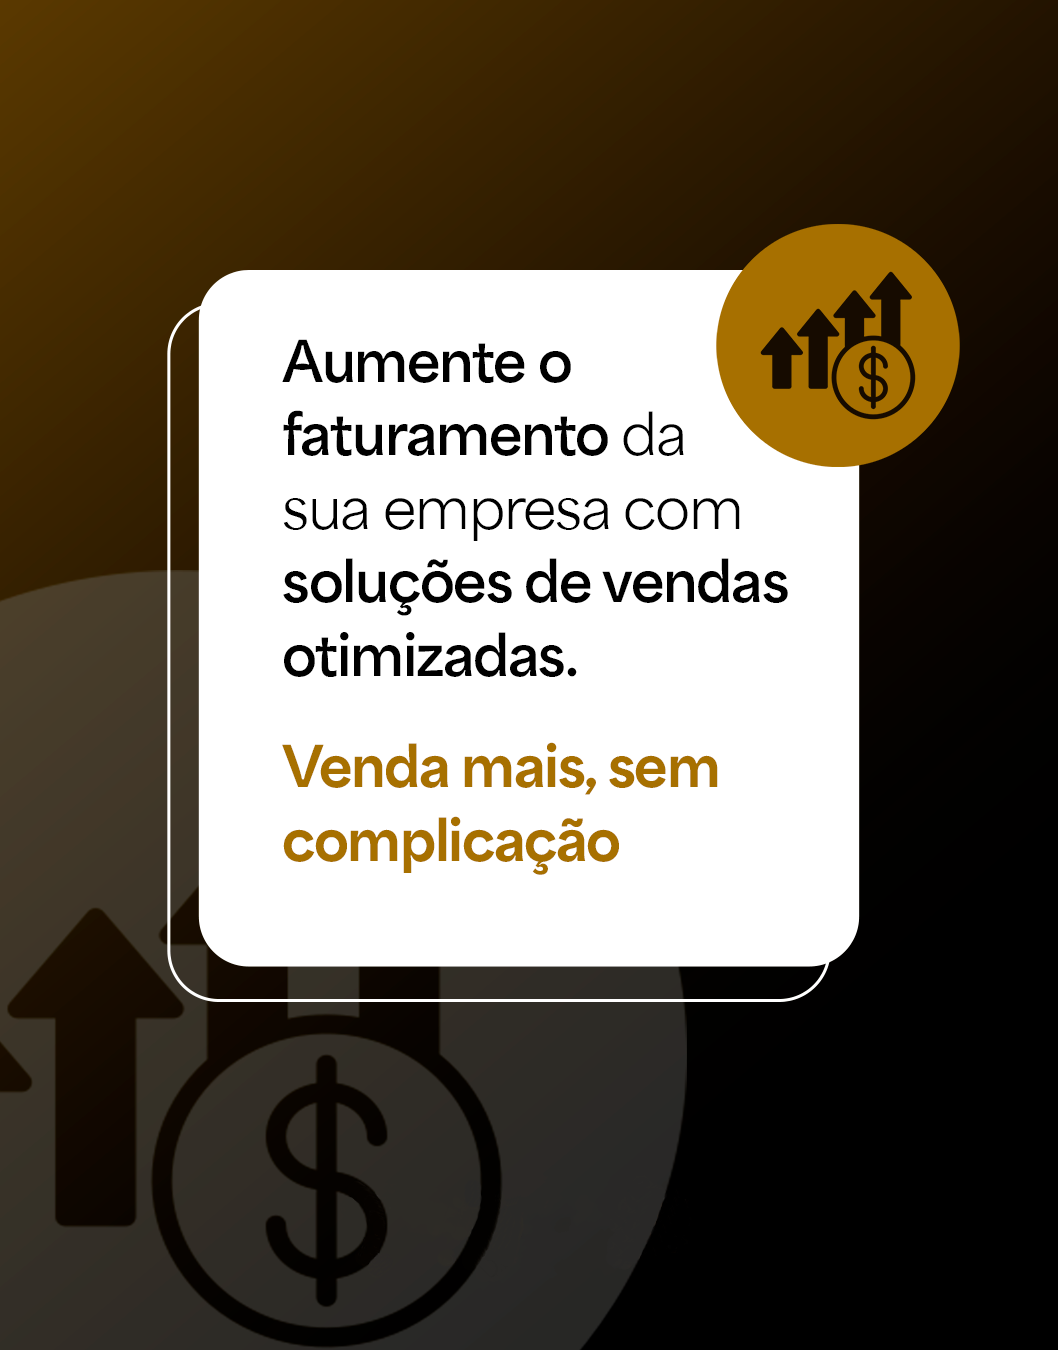 Aumente o
faturamento da
sua empresa com
soluções de vendas
otimizadas.
Venda mais, sem
complicação
$
$